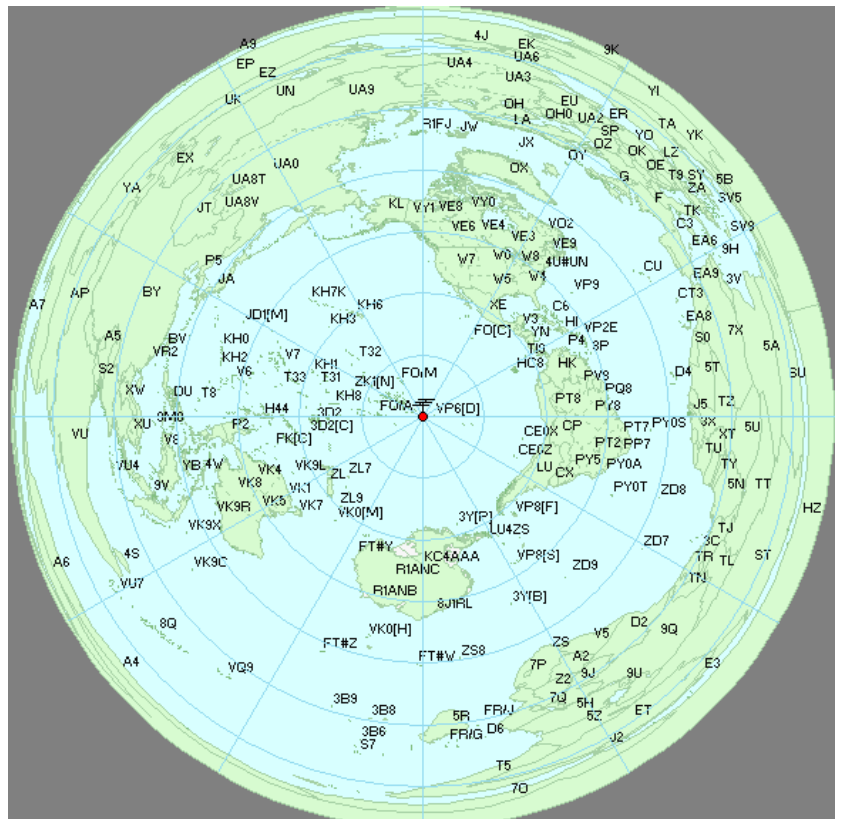 4J
A9
EK
9K
EP
UA6
EZ
UA4
UA3
UN
UA9
YI
UK
OH
EU
OH0
ER
LA
UA2
TA
R1FJ
JW
SP
YO
YK
JX
OZ
OK
LZ
EX
UA0
OY
OE
OX
G
T9
SY
5B
UA8T
ZA
YA
F
SV5
JT
UA8V
KL
VY1
VE8
VY0
TK
C3
VE6
VE4
VO2
SV9
VE3
VE9
EA6
9H
P5
W7
W0
W8
4U#UN
CU
JA
W5
W4
EA9
3V
AP
BY
KH7K
VP9
CT3
A7
KH6
XE
C6
JD1[M]
KH3
V3
HI
EA8
FO[C]
YN
VP2E
7X
A5
BV
KH0
P4
S0
5A
VR2
KH2
V7
T32
TI9
8P
S2
V6
KH1
FO/M
HC8
HK
D4
5T
SU
T33
T31
ZK1[N]
PV9
XW
DU
T8
KH8
PQ8
PT8
H44
3D2
FO/A
VP6[D]
PY8
J5
TZ
9M8
XU
P2
3D2[C]
CE0X
CP
PT7
PY0S
3X
5U
VU
V8
FK[C]
PT2
PP7
XT
CE0Z
TU
VU4
YB
4W
VK4
VK9L
ZL
ZL7
LU
PY5
PY0A
TY
9V
VK8
CX
VK1
PY0T
ZD8
5N
TT
VK9R
VK5
VK7
ZL9
VK0[M]
VP8[F]
HZ
VK9X
3Y[P]
LU4ZS
TJ
FT#Y
ZD7
3C
4S
KC4AAA
VP8[S]
TR
TL
ST
A6
VK9C
R1ANC
ZD9
VU7
YN
R1ANB
3Y[B]
8J1RL
8Q
D2
VK0[H]
V5
9Q
FT#Z
ZS
A4
VQ9
FT#W
ZS8
7P
A2
E3
9J
9U
Z2
3B9
7Q
3B8
FR/J
5H
5R
5Z
ET
3B6
D6
S7
FR/G
J2
T5
7O